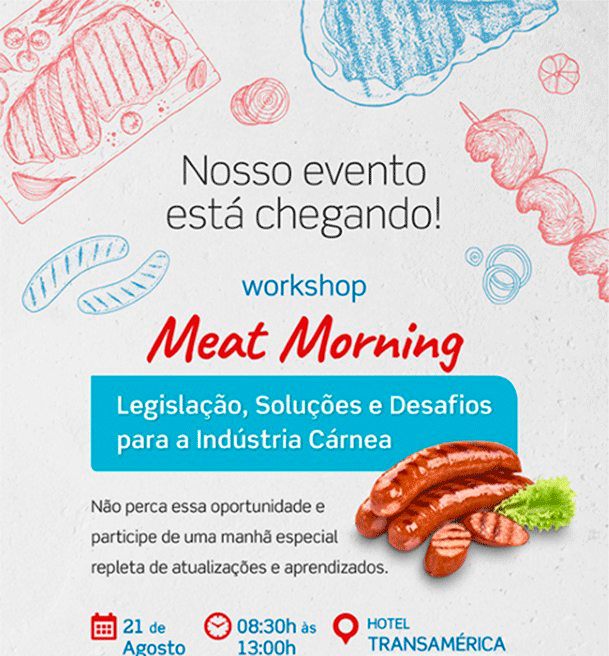 Nosso evento
está chegando!
workshop
Meat Morning
Legislação, Soluções e Desafios
para a Indústria Cárnea
Não perca essa oportunidade e
participe de uma manhã especial
repleta de atualizações e aprendizados.
21 de
Agosto
08:30h às
13:00h
HOTEL
TRANSAMÉRICA